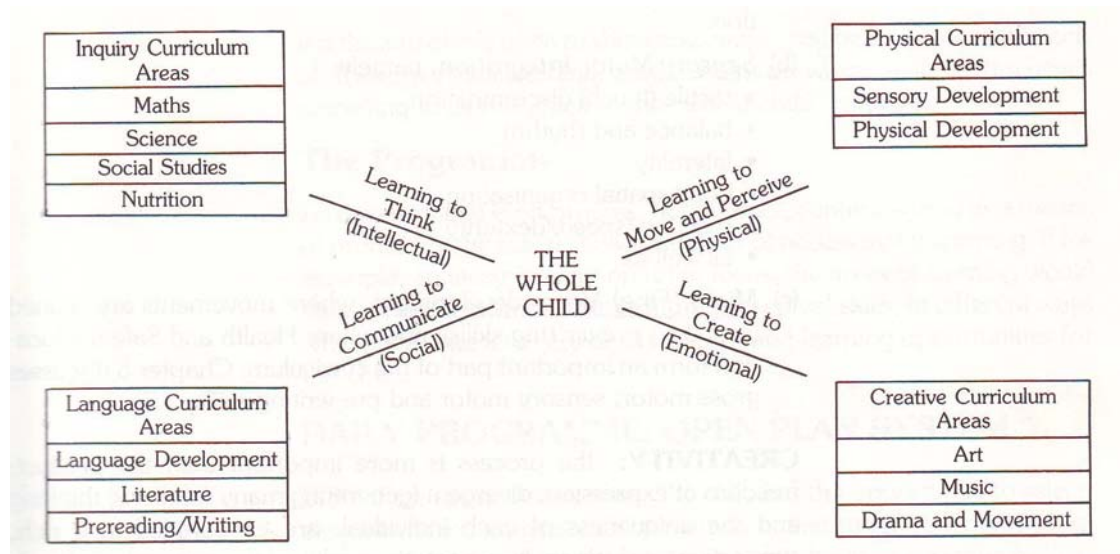 Inquiry Curriculum
Areas
Maths
Science
Social Studies
Nutrition
Physical Curriculum
Areas
Sensory Development
Physical Development
Learning to
Think
(Intellectual)
Learning to
Move and Perceive
(Physical)
THE
WHOLE
CHILD
Learning to
Communicate
(Social)
Learning to
Create
(Emotional)
Language Curriculum
Areas
Language Development
Literature
Prereading/Writing
Creative Curriculum
Areas
Art
Music
Drama and Movement